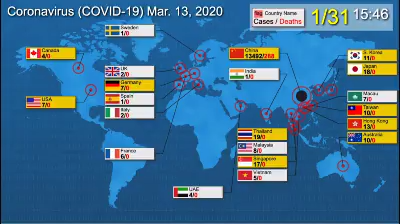 Coronavirus (COVID-19) Mar. 13, 2020
Country Name
Cases / Deaths
1/31
15:46
Sweden
1/0
Canada
4/0
China
13492/268
S. Korea
11/0
UK
2/0
India
1/0
Japan
18/0
Germany
7/0
USA
7/0
Spain
1/0
Macau
7/0
Italy
2/0
Taiwan
10/0
Hong Kong
13/0
Thailand
19/0
Australia
10/0
France
6/0
Malaysia
8/0
Singapore
17/0
Vietnam
5/0
UAE
4/0